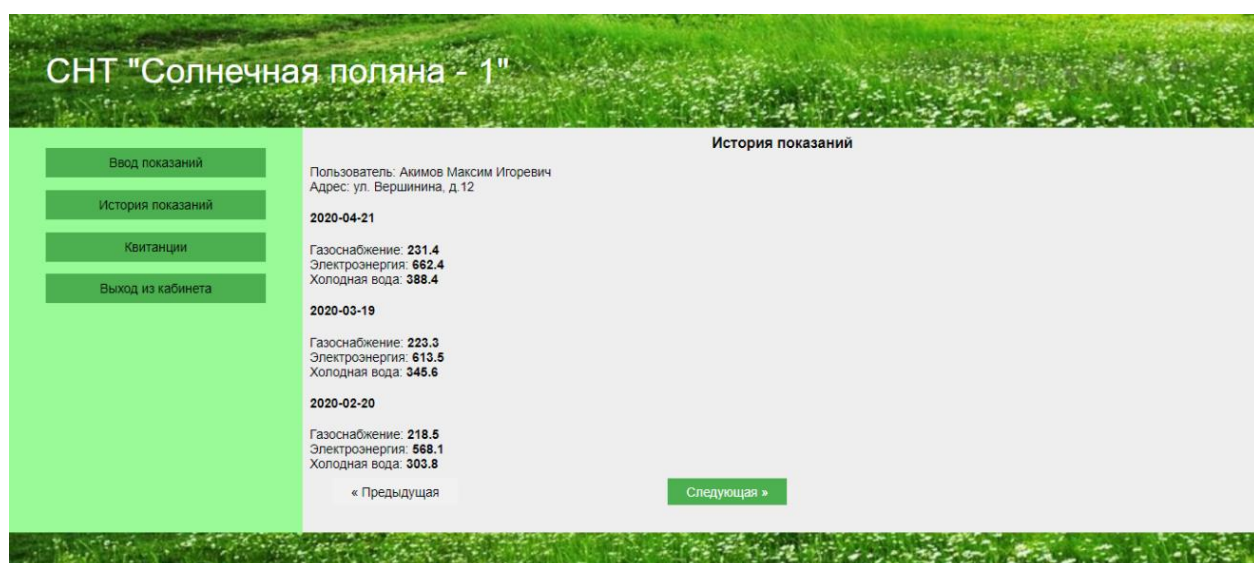 СНТ "Солнечная поляна - 1"
Ввод показаний
История показаний
Квитанции
Выход из кабинета
История показаний
Пользователь: Акимов Максим Игоревич
Адрес: ул. Вершинина, д.12
2020-04-21
Газоснабжение: 231.4
Электроэнергия: 662.4
Холодная вода: 388.4
2020-03-19
Газоснабжение: 223.3
Электроэнергия: 613.5
Холодная вода: 345.6
2020-02-20
Газоснабжение: 218.5
Электроэнергия: 568.1
Холодная вода: 303.8
« Предыдущая
Следующая »